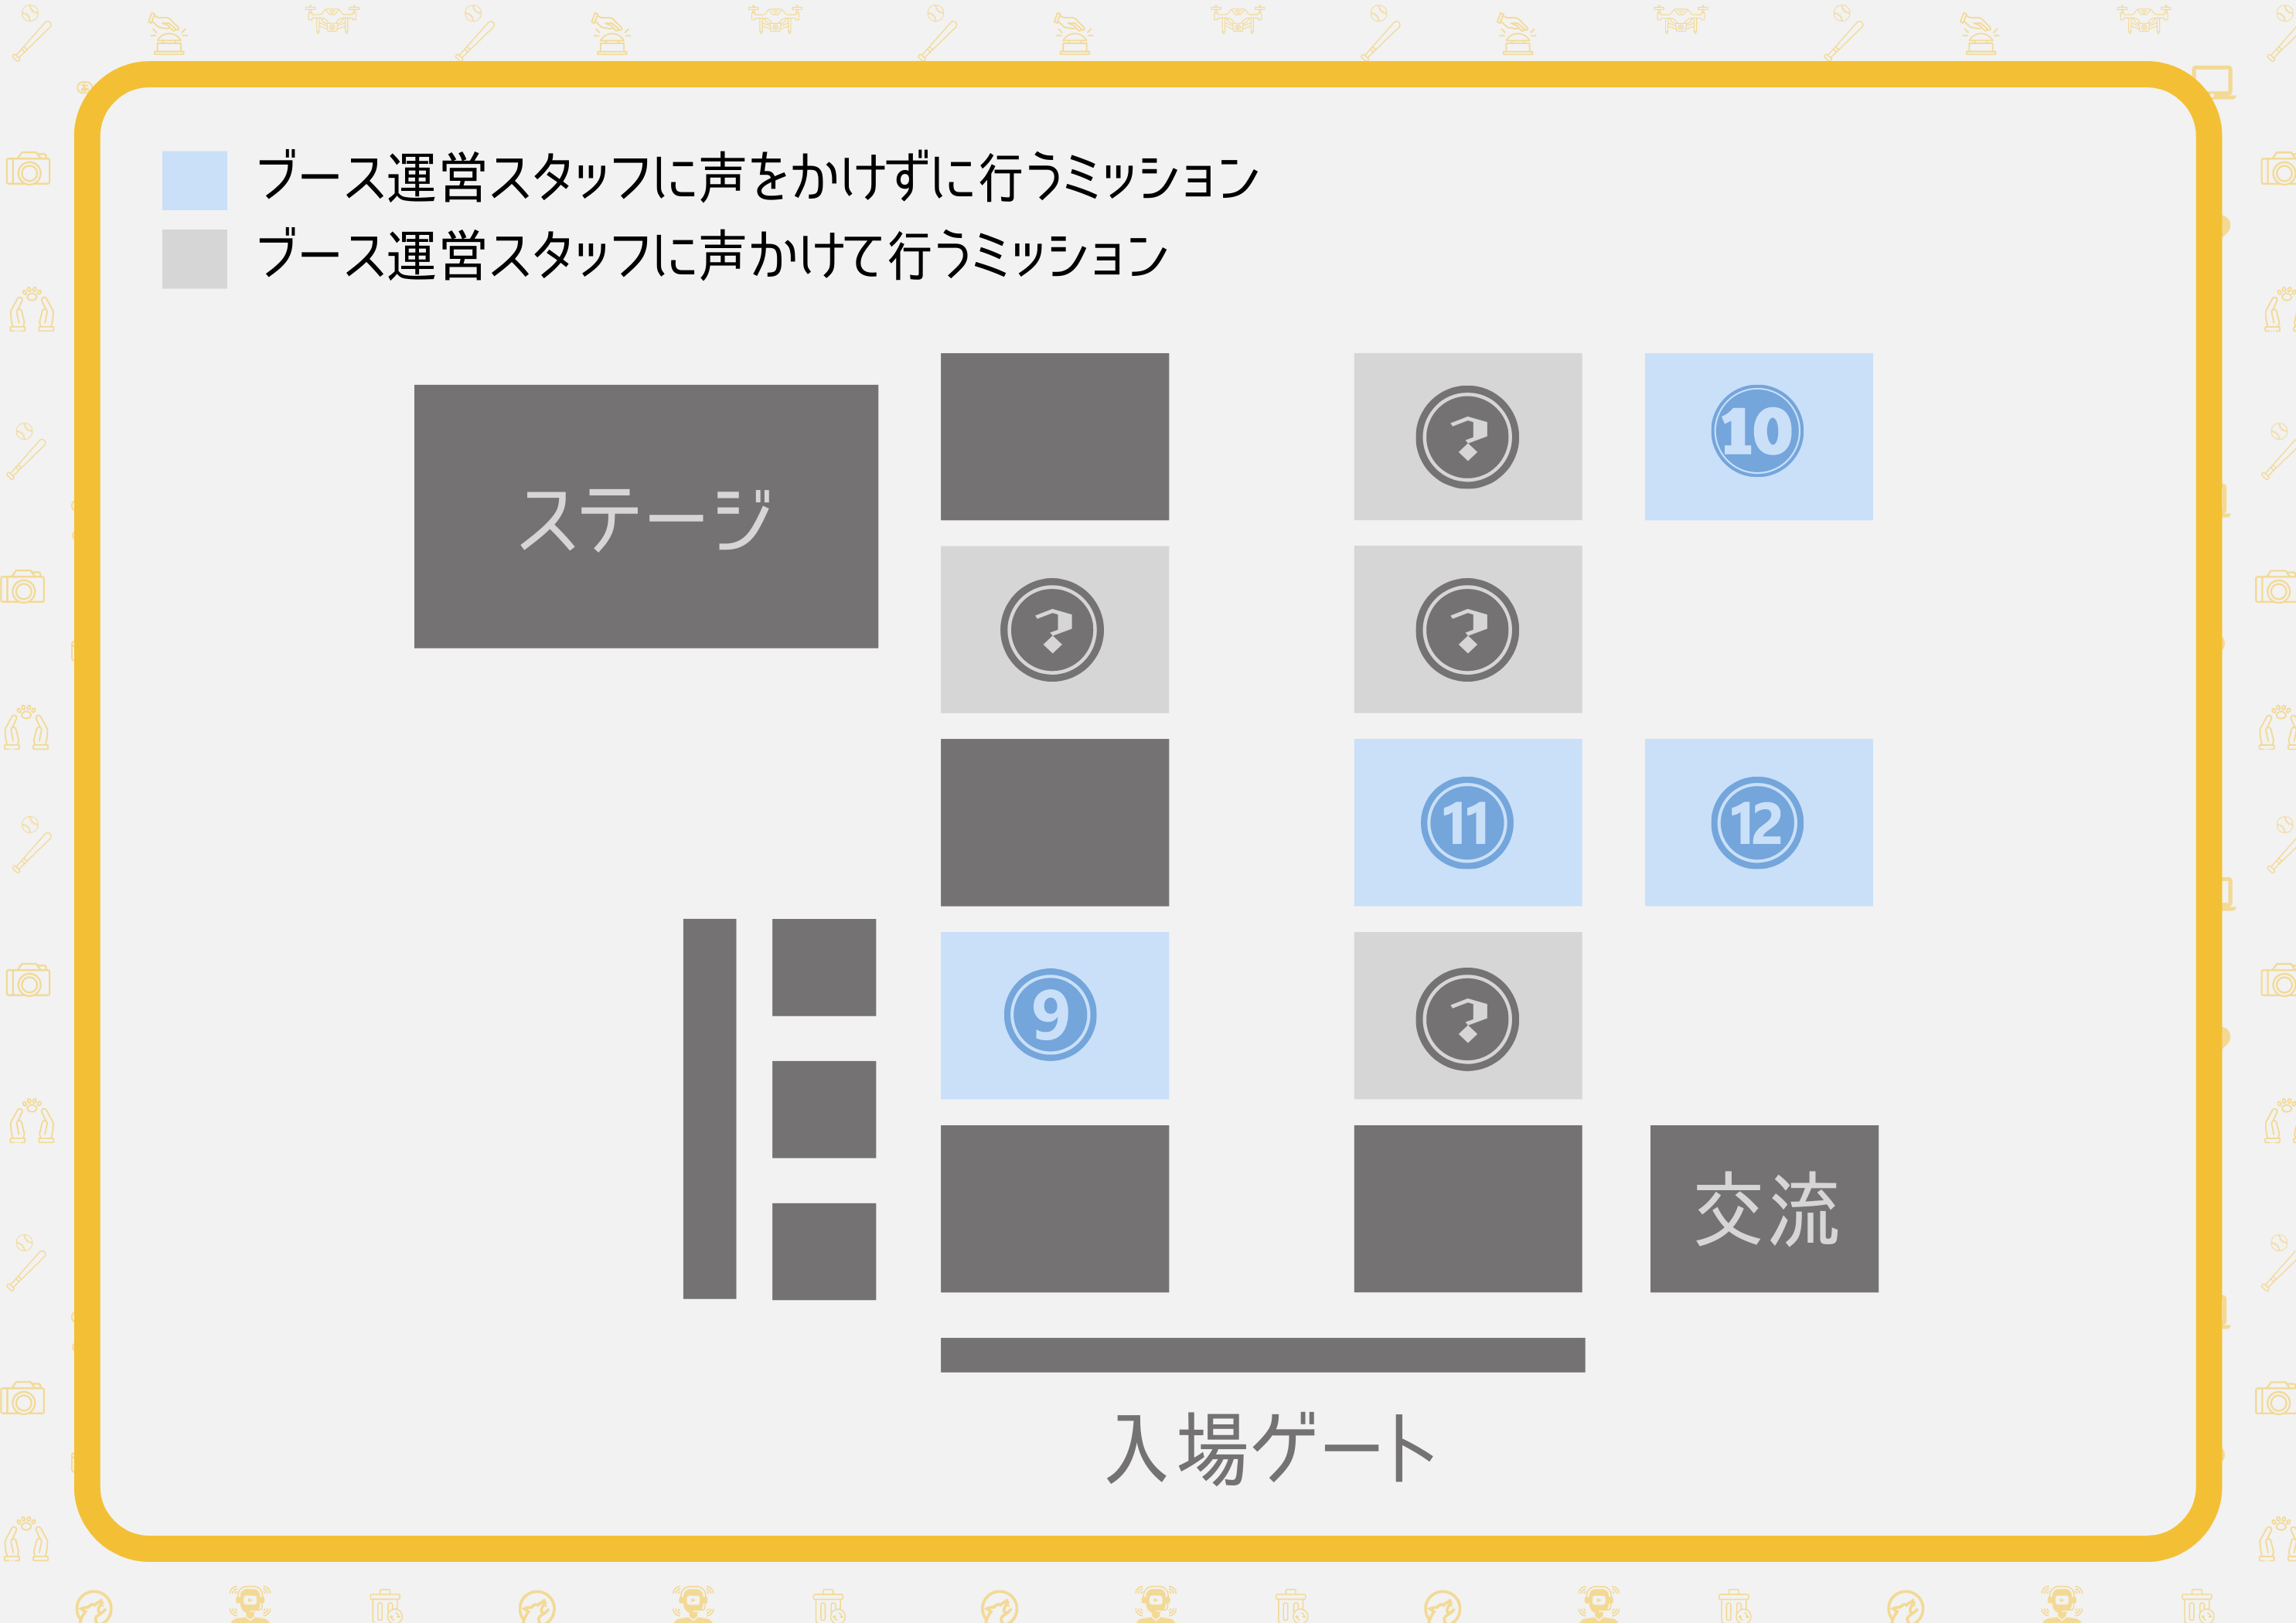 ブース運営スタッフに声をかけずに行うミッション
ブース運営スタッフに声かけて行うミッション
? 10
ステージ
? ?
11 12
9 ?
交流
入場ゲート